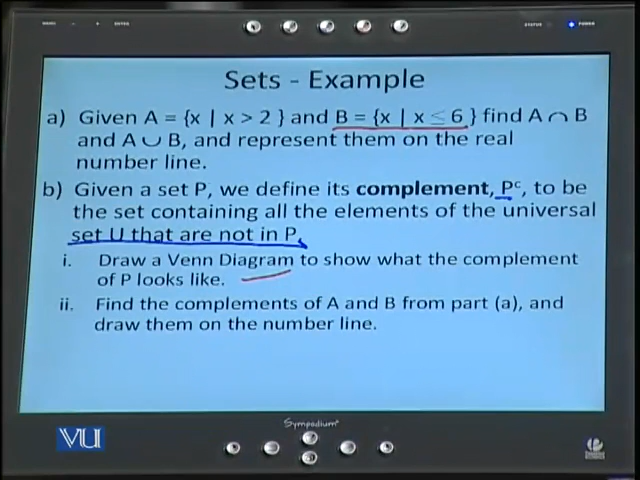 STATUS
POWER
Sets - Example
a) Given A = {x | x > 2 } and B = {x | x ≤ 6 } find A ∩ B
and A ∪ B, and represent them on the real
number line.
b) Given a set P, we define its complement, Pᶜ, to be
the set containing all the elements of the universal
set U that are not in P.
i. Draw a Venn Diagram to show what the complement
of P looks like.
ii. Find the complements of A and B from part (a), and
draw them on the number line.
Sympodium
VU